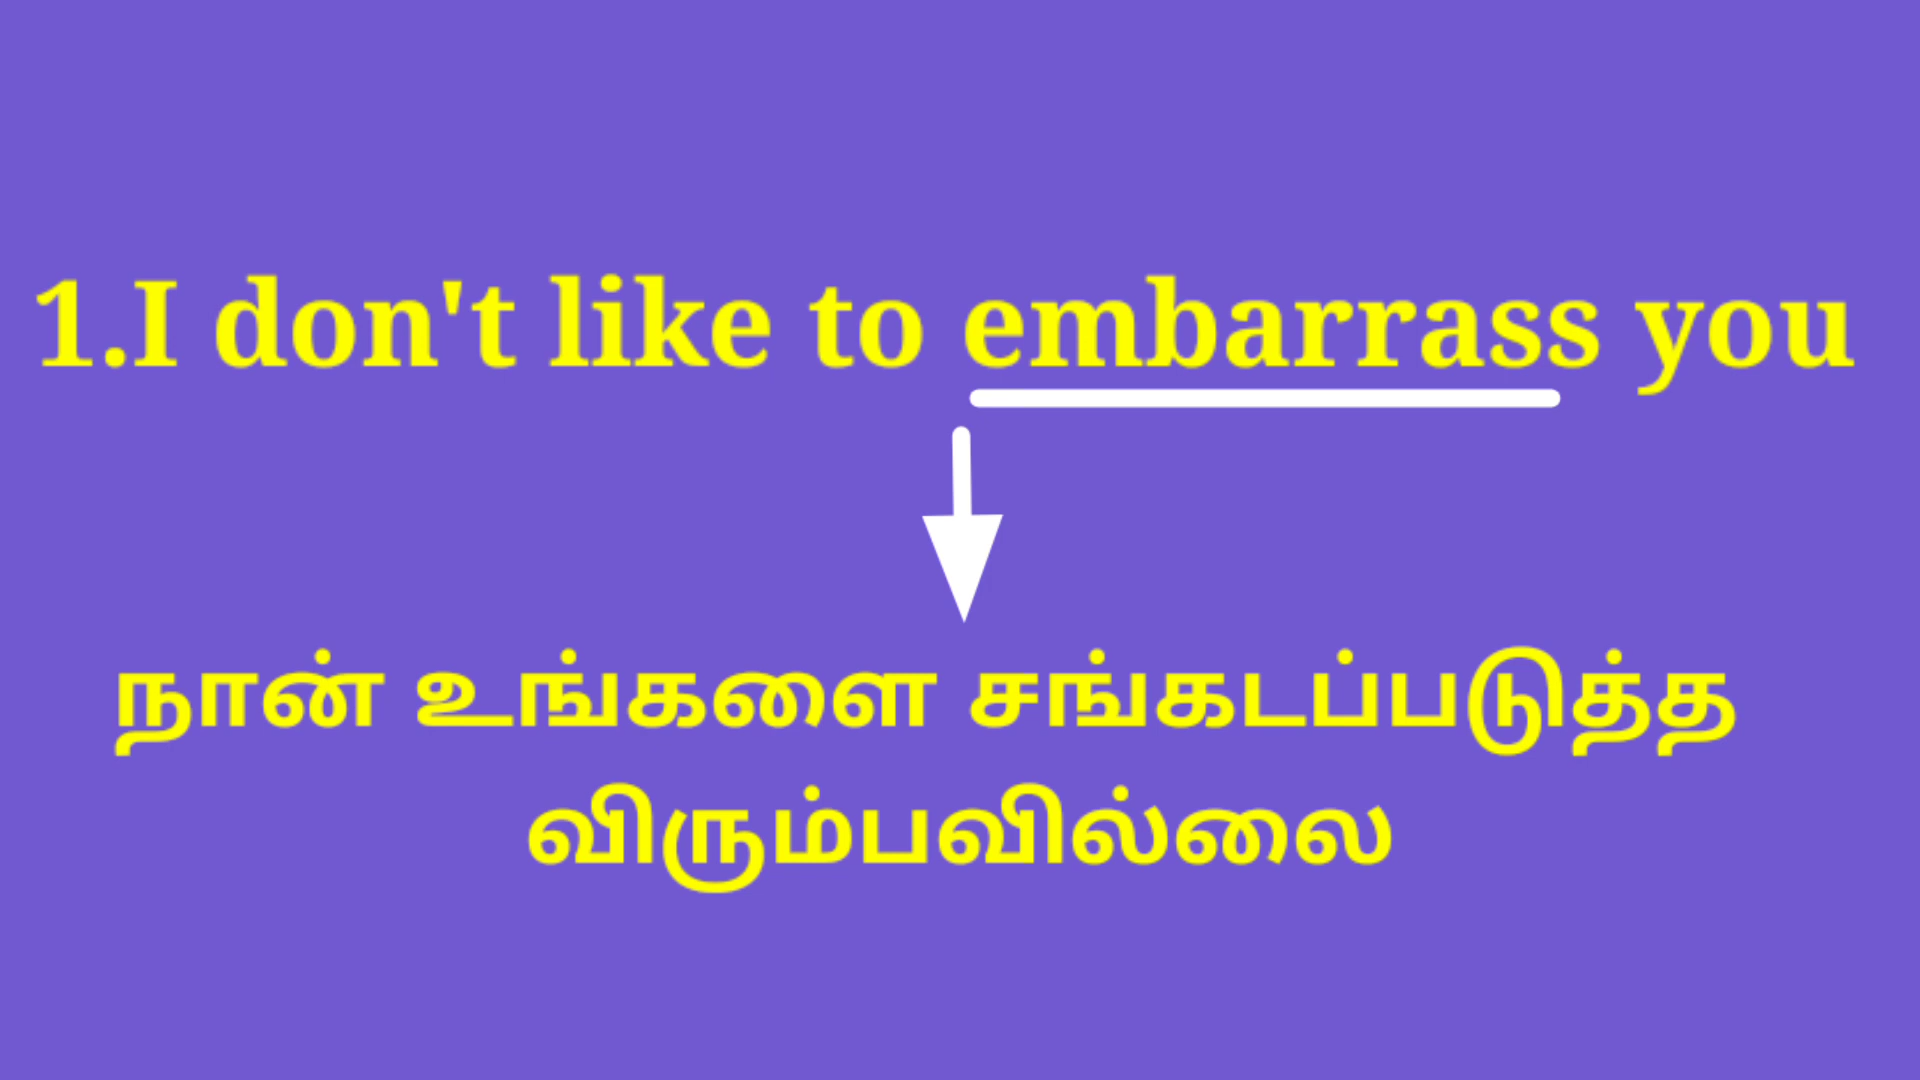 1.I don't like to embarrass you
நான் உங்களை சங்கடப்படுத்த
விரும்பவில்லை